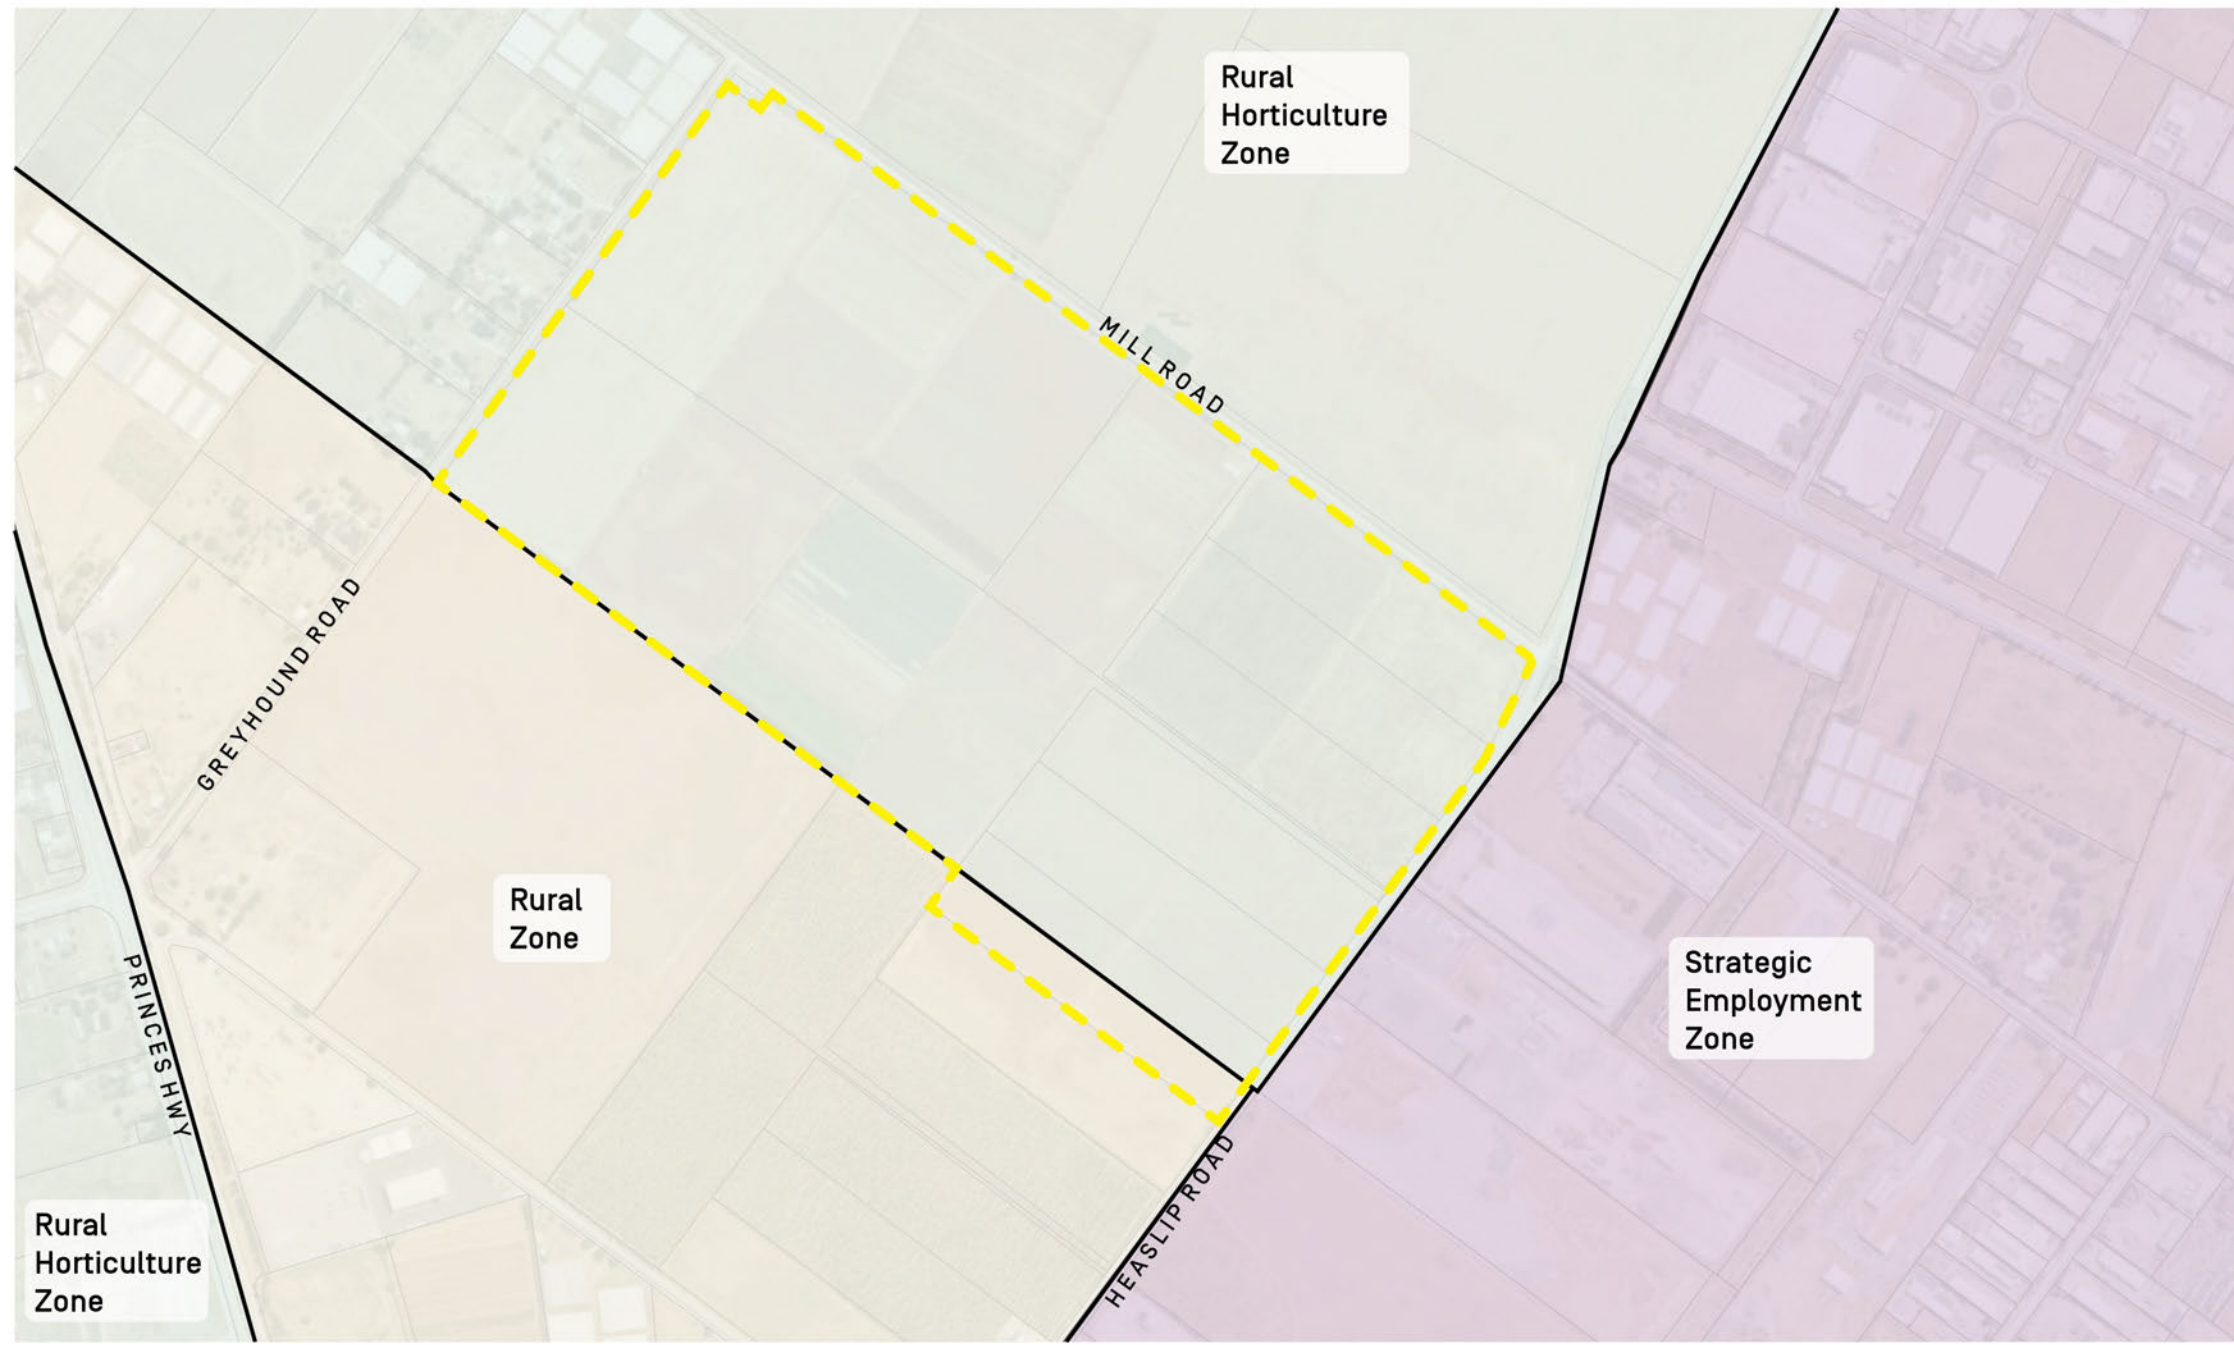 Rural
Horticulture
Zone
MILL ROAD
GREYHOUND ROAD
Rural
Zone
Strategic
Employment
Zone
PRINCES HWY
HEASLIP ROAD
Rural
Horticulture
Zone